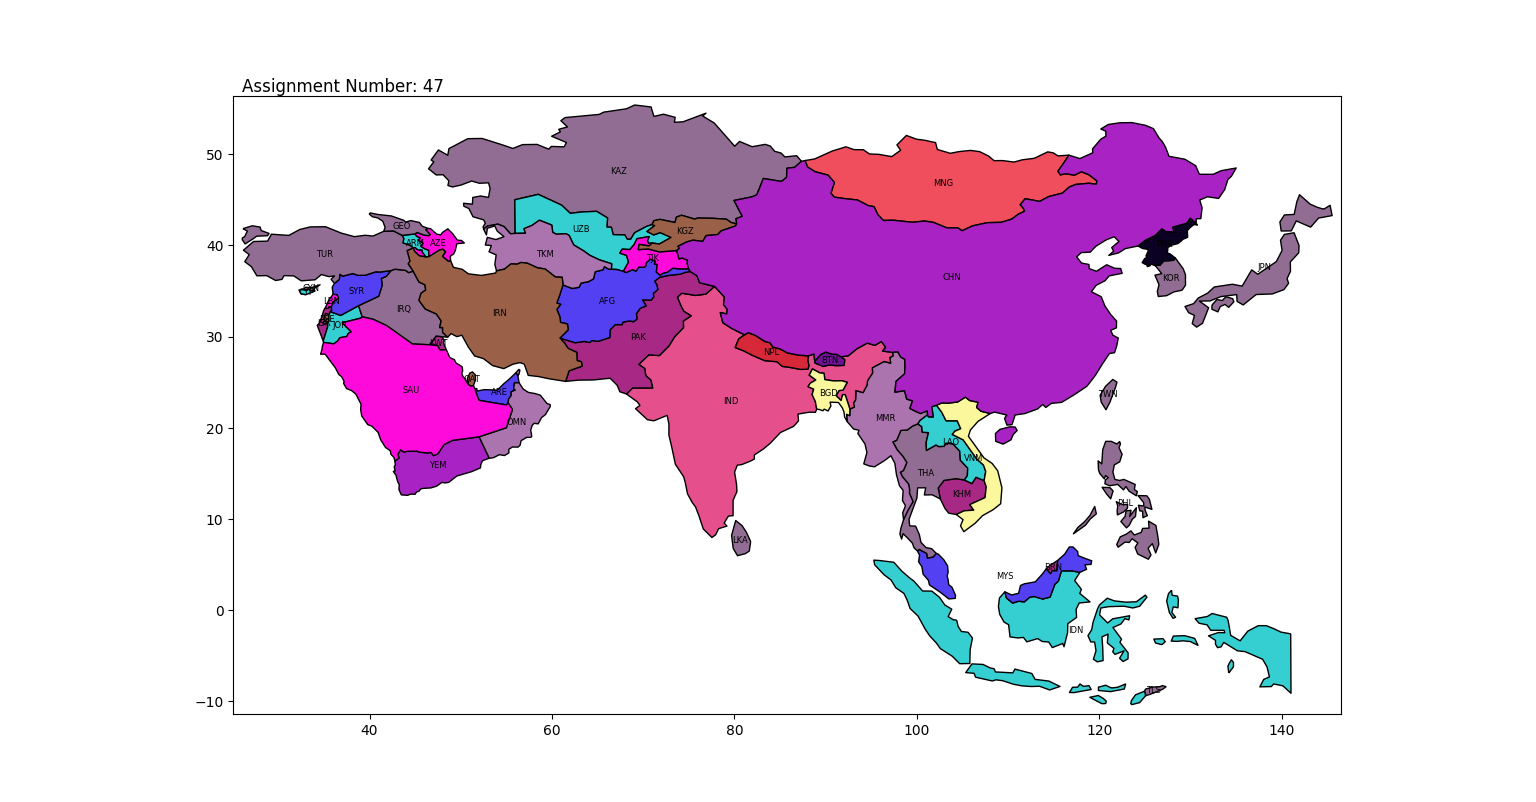 Assignment Number: 47
50
40
30
20
10
0
−10
40
60
80
100
120
140
KAZ
MNG
GEO
UZB
KGZ
ARM
AZE
TUR
TKM
TJK
CHN
JPN
KOR
SYR
AFG
LBN
IRQ
IRN
JOR
KWT
PAK
NPL
BTN
SAU
QAT
ARE
IND
BGD
TWN
OMN
MMR
LAO
YEM
THA
VNM
KHM
PHL
LKA
MYS
BRN
IDN
TLS